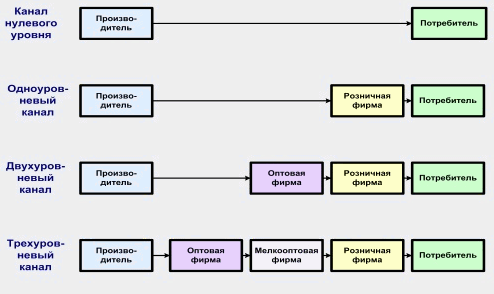 Канал
нулевого
уровня
Произво-
дитель
Потребитель
Одноуров-
невый
канал
Произво-
дитель
Розничная
фирма
Потребитель
Двухуров-
невый
канал
Произво-
дитель
Оптовая
фирма
Розничная
фирма
Потребитель
Трехуров-
невый
канал
Произво-
дитель
Оптовая
фирма
Мелкооптовая
фирма
Розничная
фирма
Потребитель